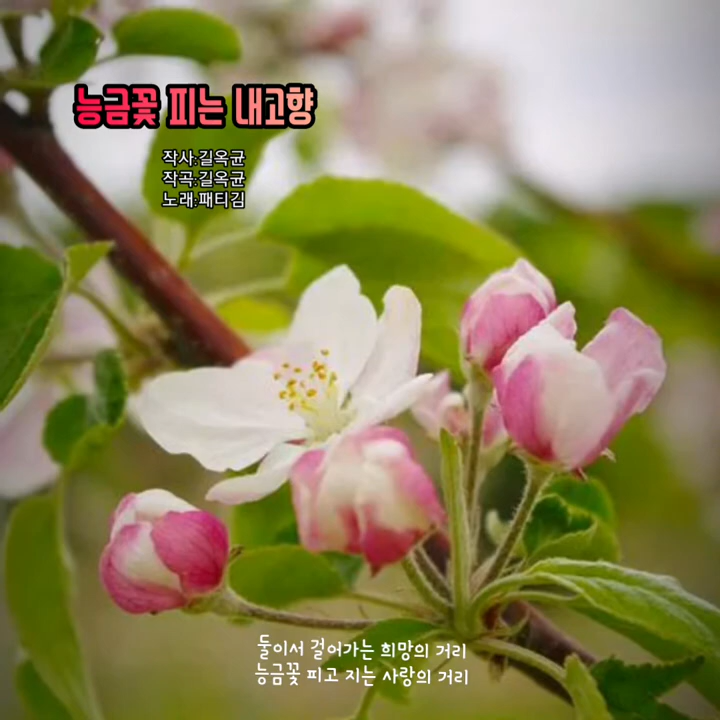 능금꽃 피는 내고향
작사:길옥균
작곡:길옥균
노래:패티김
둘이서 걸어가는 희망의 거리
능금꽃 피고 지는 사랑의 거리